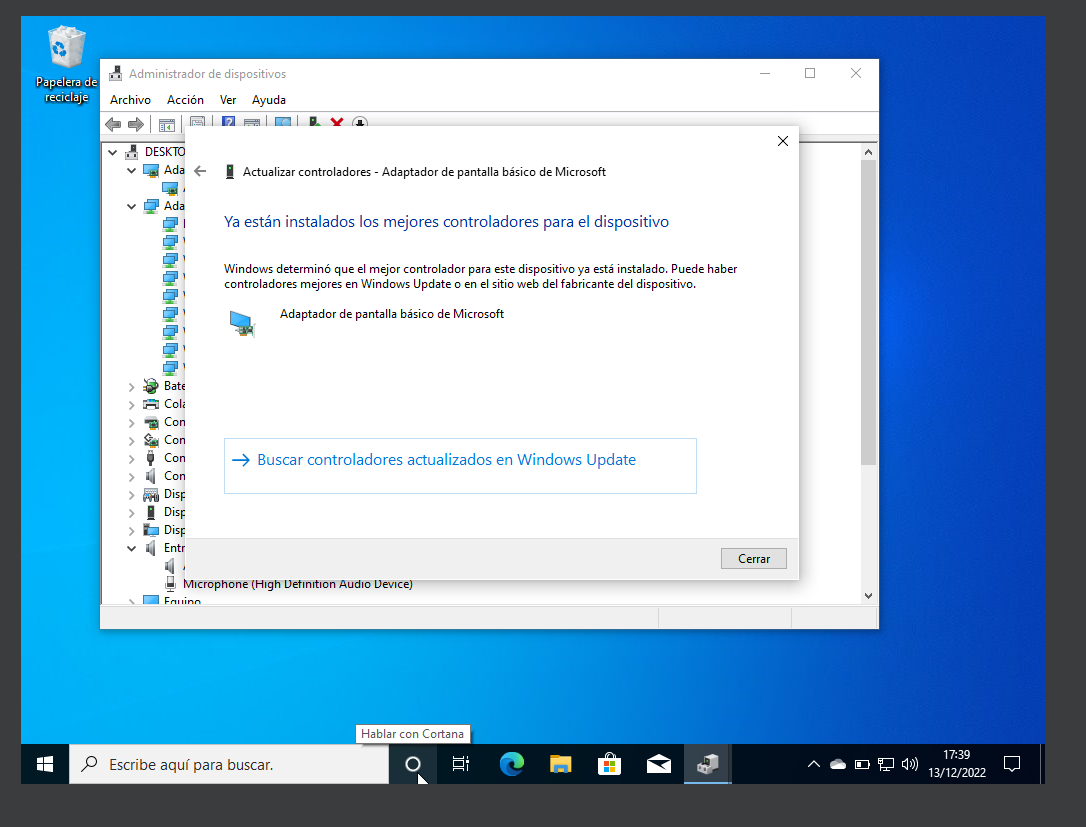 Papelera de
reciclaje
Administrador de dispositivos
Archivo Acción Ver Ayuda
DESKTO
Ada
Ada
Bate
Cola
Con
Con
Con
Con
Disp
Disp
Disp
Entr
Microphone (High Definition Audio Device)
Equipo
Actualizar controladores - Adaptador de pantalla básico de Microsoft
Ya están instalados los mejores controladores para el dispositivo
Windows determinó que el mejor controlador para este dispositivo ya está instalado. Puede haber
controladores mejores en Windows Update o en el sitio web del fabricante del dispositivo.
Adaptador de pantalla básico de Microsoft
Buscar controladores actualizados en Windows Update
Cerrar
Hablar con Cortana
Escribe aquí para buscar.
17:39
13/12/2022